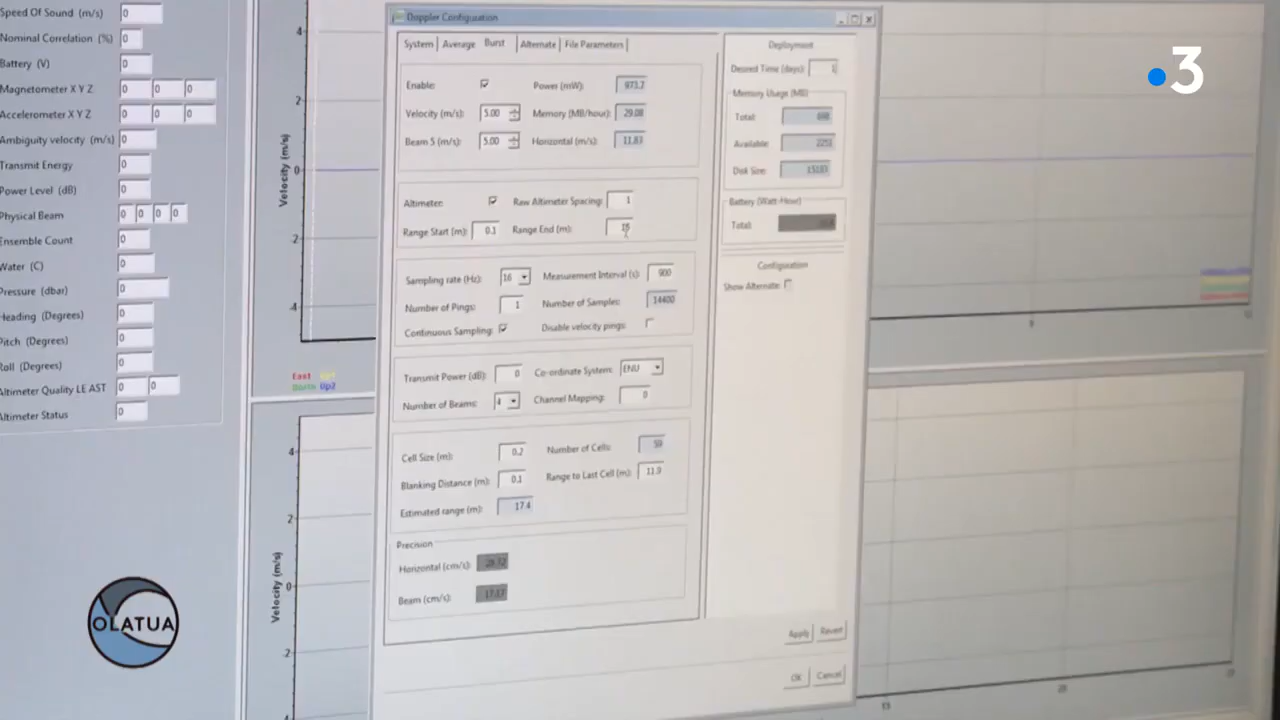 Speed Of Sound (m/s) 0
Nominal Correlation (%) 0
Battery (V) 0
Magnetometer X Y Z 0 0 0
Accelerometer X Y Z 0 0 0
Ambiguity velocity (m/s) 0
Transmit Energy 0
Power Level (dB) 0
Physical Beam 0 0 0 0
Ensemble Count 0
Water (C) 0
Pressure (dbar) 0
Heading (Degrees) 0
Pitch (Degrees) 0
Roll (Degrees) 0
Altimeter Quality LE AST 0 0
Altimeter Status 0
OLATUA
Velocity (m/s)
4
2
0
-2
-4
East
North Up2
Velocity (m/s)
4
2
0
-2
Doppler Configuration
System Average Burst Alternate File Parameters
Enable: Power (mW): 973.2
Velocity (m/s): 5.00 Memory (MB/hour): 29.08
Beam 5 (m/s): 5.00 Horizontal (m/s): 11.83
Altimeter: Raw Altimeter Spacing: 1
Range Start (m): 0.1 Range End (m):
Sampling rate (Hz): 16 Measurement Interval (s): 900
Number of Pings: 1 Number of Samples: 14400
Continuous Sampling: Disable velocity pings:
Transmit Power (dB): 0 Co-ordinate System: ENU
Number of Beams: 4 Channel Mapping: 0
Cell Size (m): 0.2 Number of Cells: 59
Blanking Distance (m): 0.1 Range to Last Cell (m): 11.9
Estimated range (m): 17.4
Precision
Horizontal (cm/s):
Beam (cm/s): 17.17
Deployment
Desired Time (days): 1
Memory Usage (MB)
Total: 698
Available: 2251
Disk Size: 15193
Battery (Watt-Hour)
Total:
Configuration
Show Alternate:
Apply Revert
OK Cancel
3